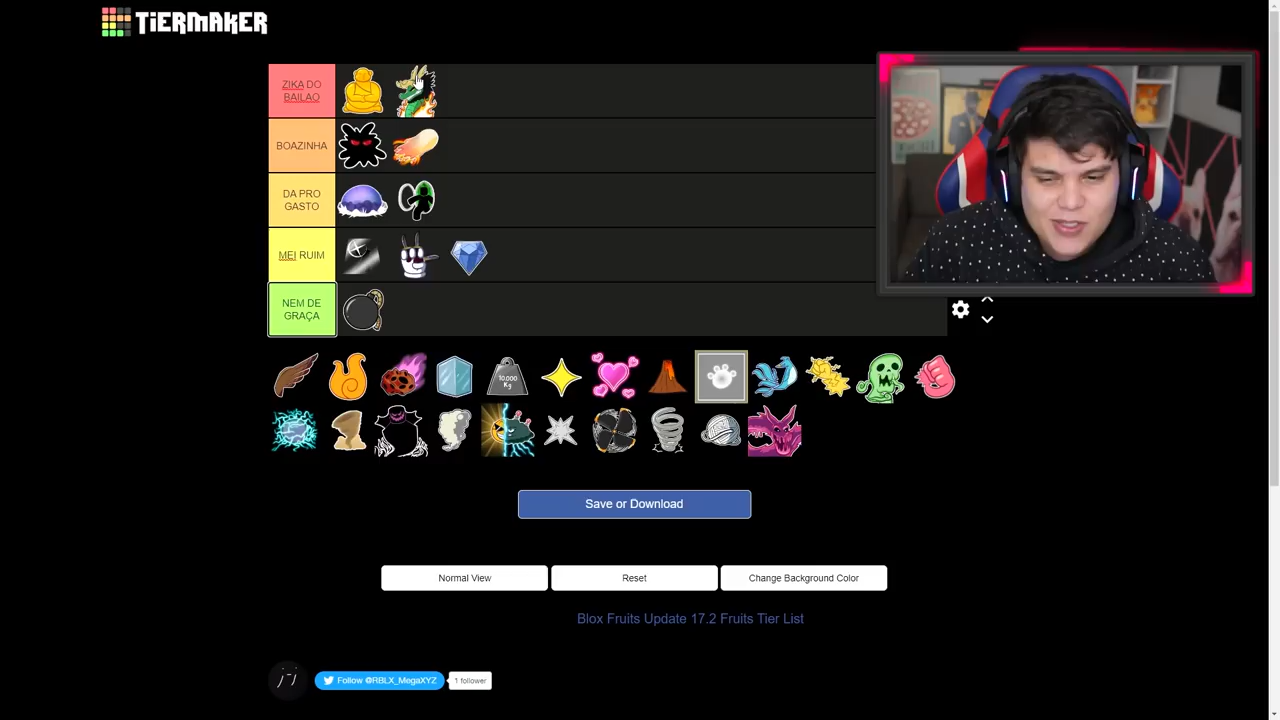 TiERMAKER
ZIKA DO
BAILAO
BOAZINHA
DA PRO
GASTO
MEI RUIM
NEM DE
GRAÇA
10,000
Kg
Save or Download
Normal View
Reset
Change Background Color
Blox Fruits Update 17.2 Fruits Tier List
Follow @RBLX_MegaXYZ
1 follower